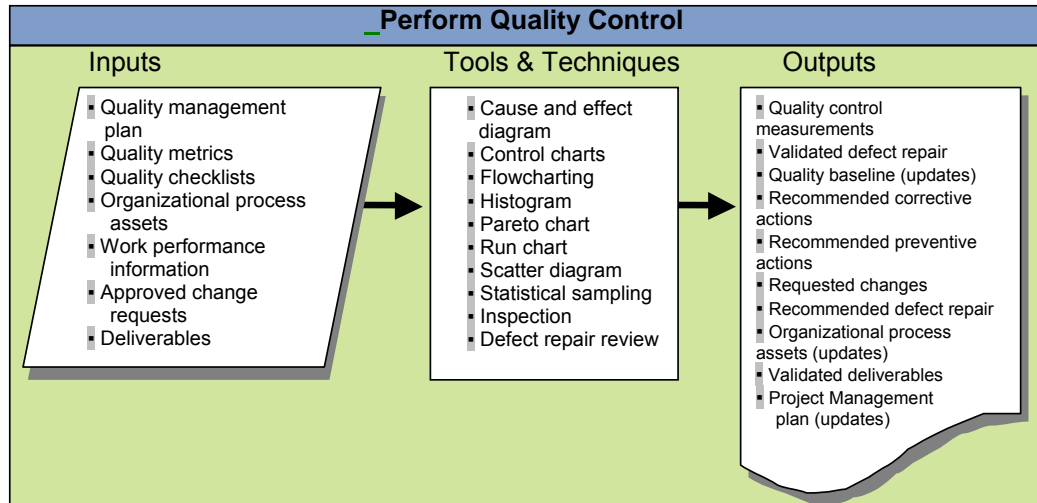 _Perform Quality Control
Inputs
▪ Quality management
plan
▪ Quality metrics
▪ Quality checklists
▪ Organizational process
assets
▪ Work performance
information
▪ Approved change
requests
▪ Deliverables
Tools & Techniques
▪ Cause and effect
diagram
▪ Control charts
▪ Flowcharting
▪ Histogram
▪ Pareto chart
▪ Run chart
▪ Scatter diagram
▪ Statistical sampling
▪ Inspection
▪ Defect repair review
Outputs
▪ Quality control
measurements
▪ Validated defect repair
▪ Quality baseline (updates)
▪ Recommended corrective
actions
▪ Recommended preventive
actions
▪ Requested changes
▪ Recommended defect repair
▪ Organizational process
assets (updates)
▪ Validated deliverables
▪ Project Management
plan (updates)